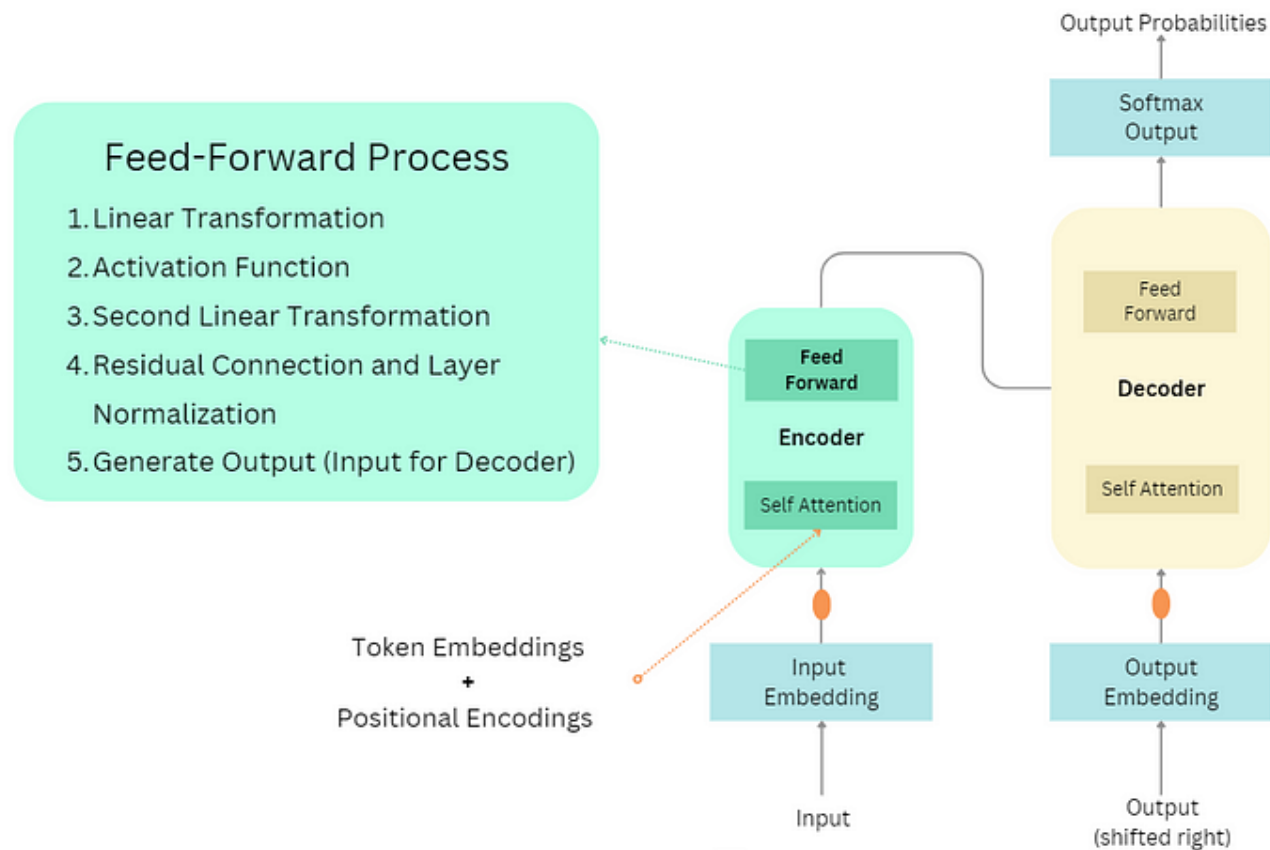 Output Probabilities
Softmax
Output
Feed-Forward Process
1. Linear Transformation
2. Activation Function
3. Second Linear Transformation
4. Residual Connection and Layer
Normalization
5. Generate Output (Input for Decoder)
Feed
Forward
Encoder
Self Attention
Feed
Forward
Decoder
Self Attention
Token Embeddings
+
Positional Encodings
Input
Embedding
Output
Embedding
Input
Output
(shifted right)